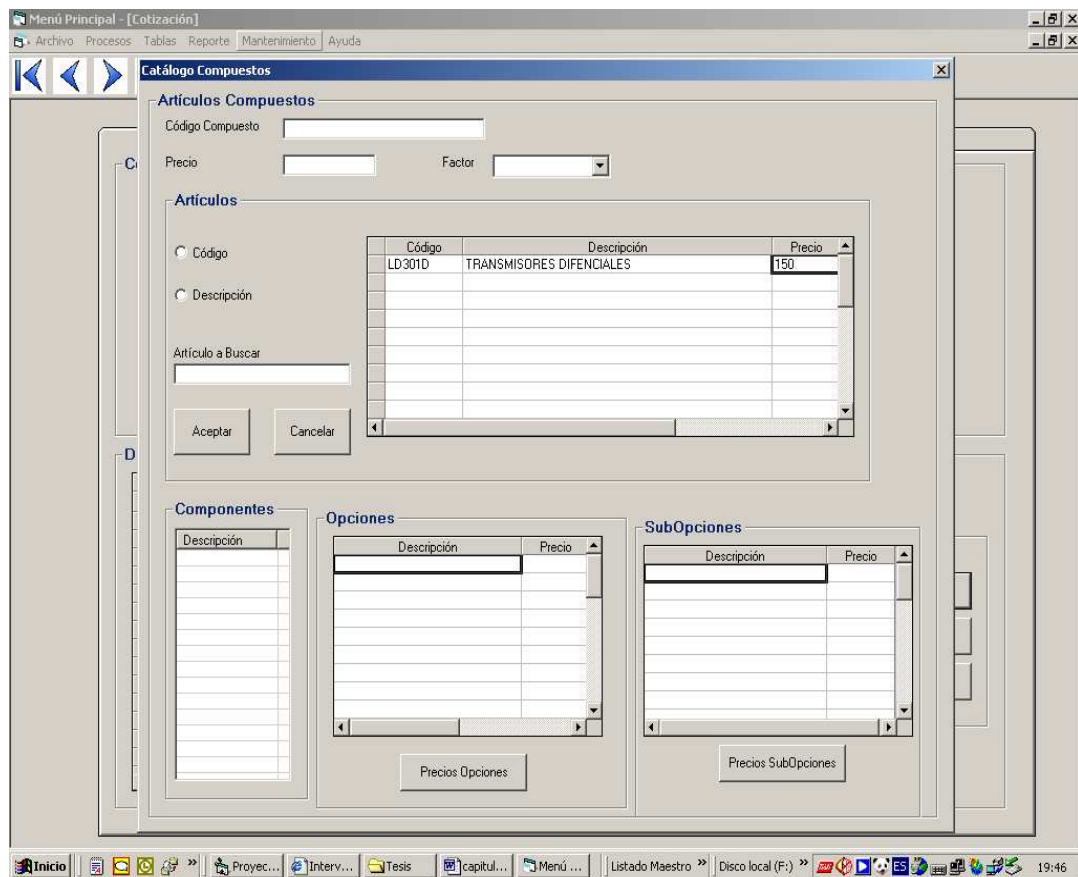 Menú Principal - [Cotización]
Archivo Procesos Tablas Reporte Mantenimiento Ayuda
Catálogo Compuestos
Artículos Compuestos
Código Compuesto
Precio Factor
Artículos
Código
Descripción
Artículo a Buscar
Aceptar Cancelar
Código Descripción Precio
LD301D TRANSMISORES DIFENCIALES 150
Componentes
Descripción
Opciones
Descripción Precio
Precios Opciones
SubOpciones
Descripción Precio
Precios SubOpciones
D
Inicio » Proyec... Interv... Tesis capitul... Menú ... Listado Maestro » Disco local (F:) » ES 19:46